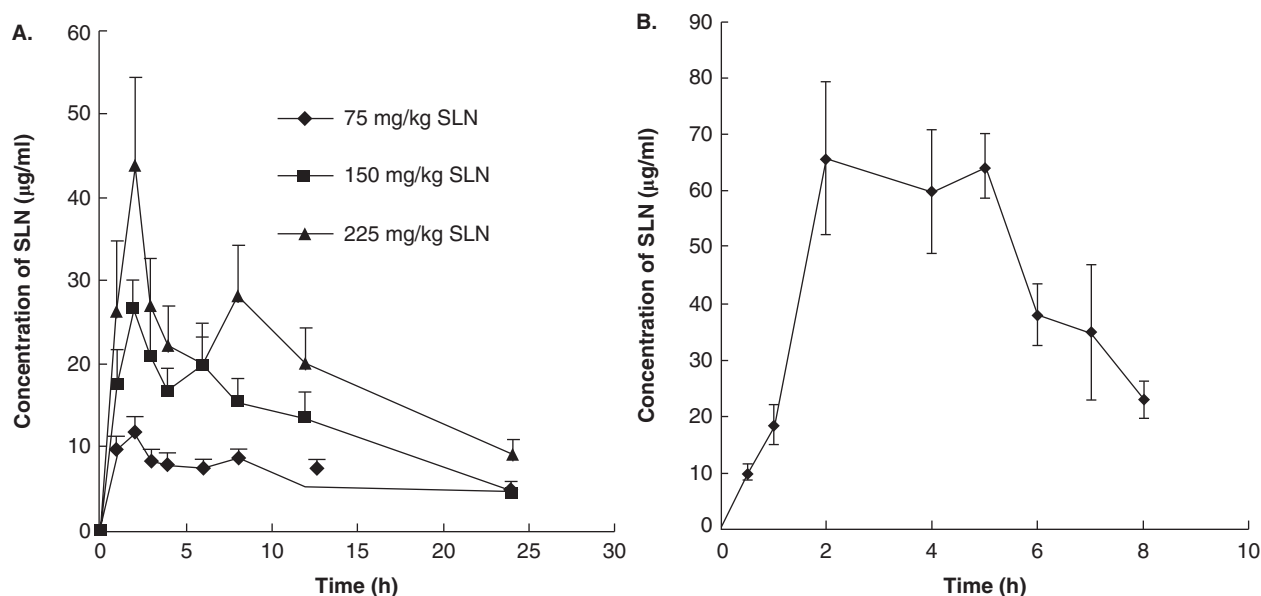 A.
Concentration of SLN (μg/ml)
60
50
40
30
20
10
0
0 5 10 15 20 25 30
Time (h)
75 mg/kg SLN
150 mg/kg SLN
225 mg/kg SLN
B.
Concentration of SLN (μg/ml)
90
80
70
60
50
40
30
20
10
0
0 2 4 6 8 10
Time (h)